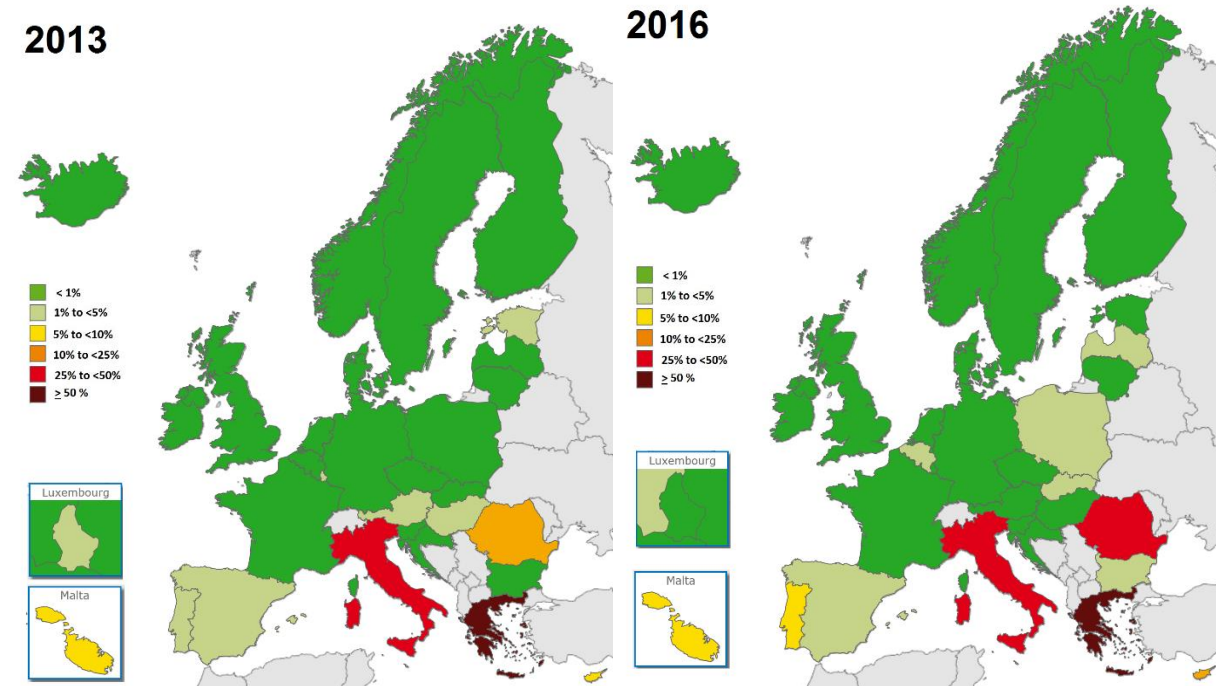 2013
< 1%
1% to <5%
5% to <10%
10% to <25%
25% to <50%
≥ 50 %
Luxembourg
Malta
2016
< 1%
1% to <5%
5% to <10%
10% to <25%
25% to <50%
≥ 50 %
Luxembourg
Malta